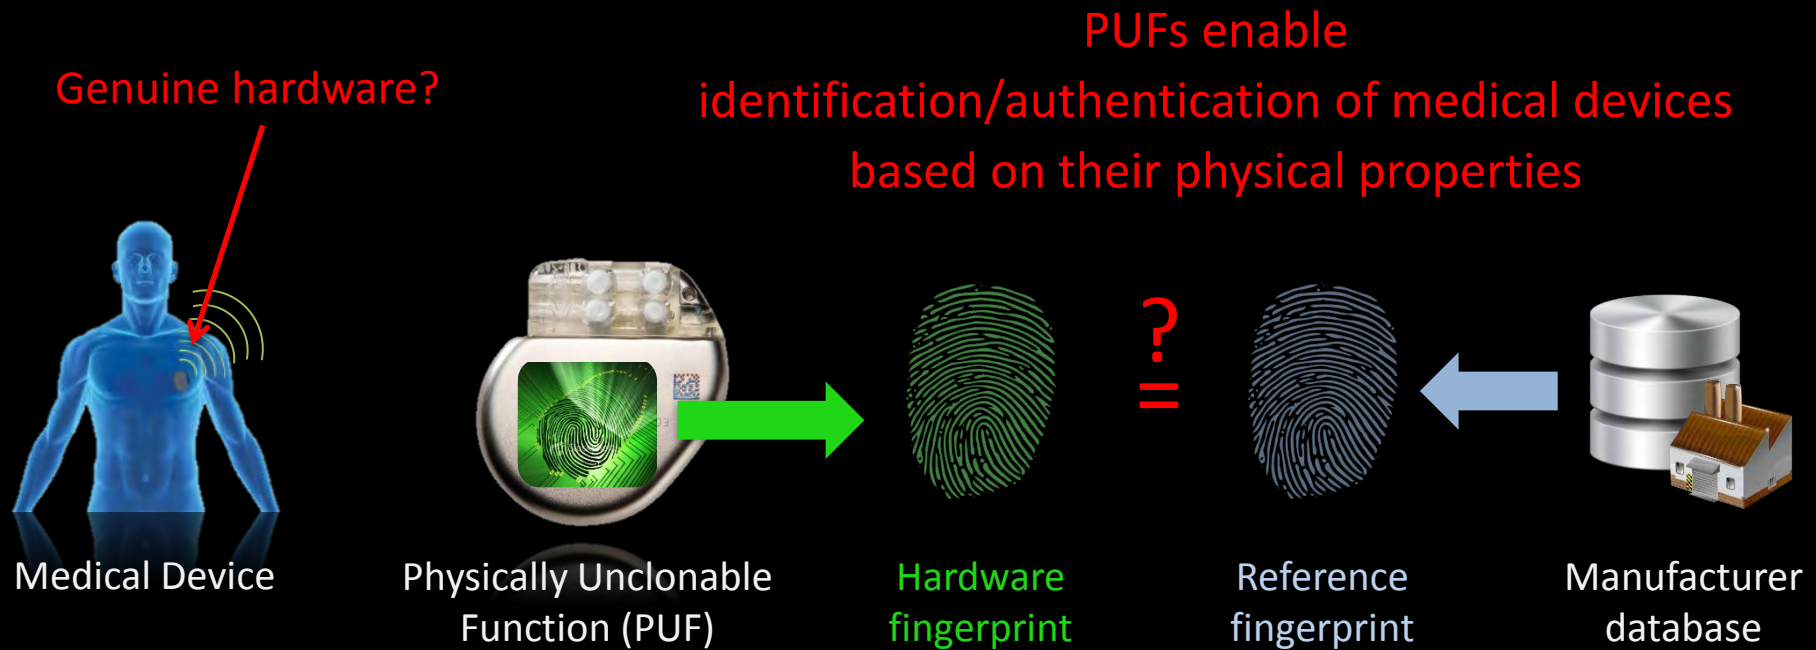 PUFs enable
Genuine hardware?
identification/authentication of medical devices
based on their physical properties
?
=
Medical Device
Physically Unclonable
Function (PUF)
Hardware
fingerprint
Reference
fingerprint
Manufacturer
database